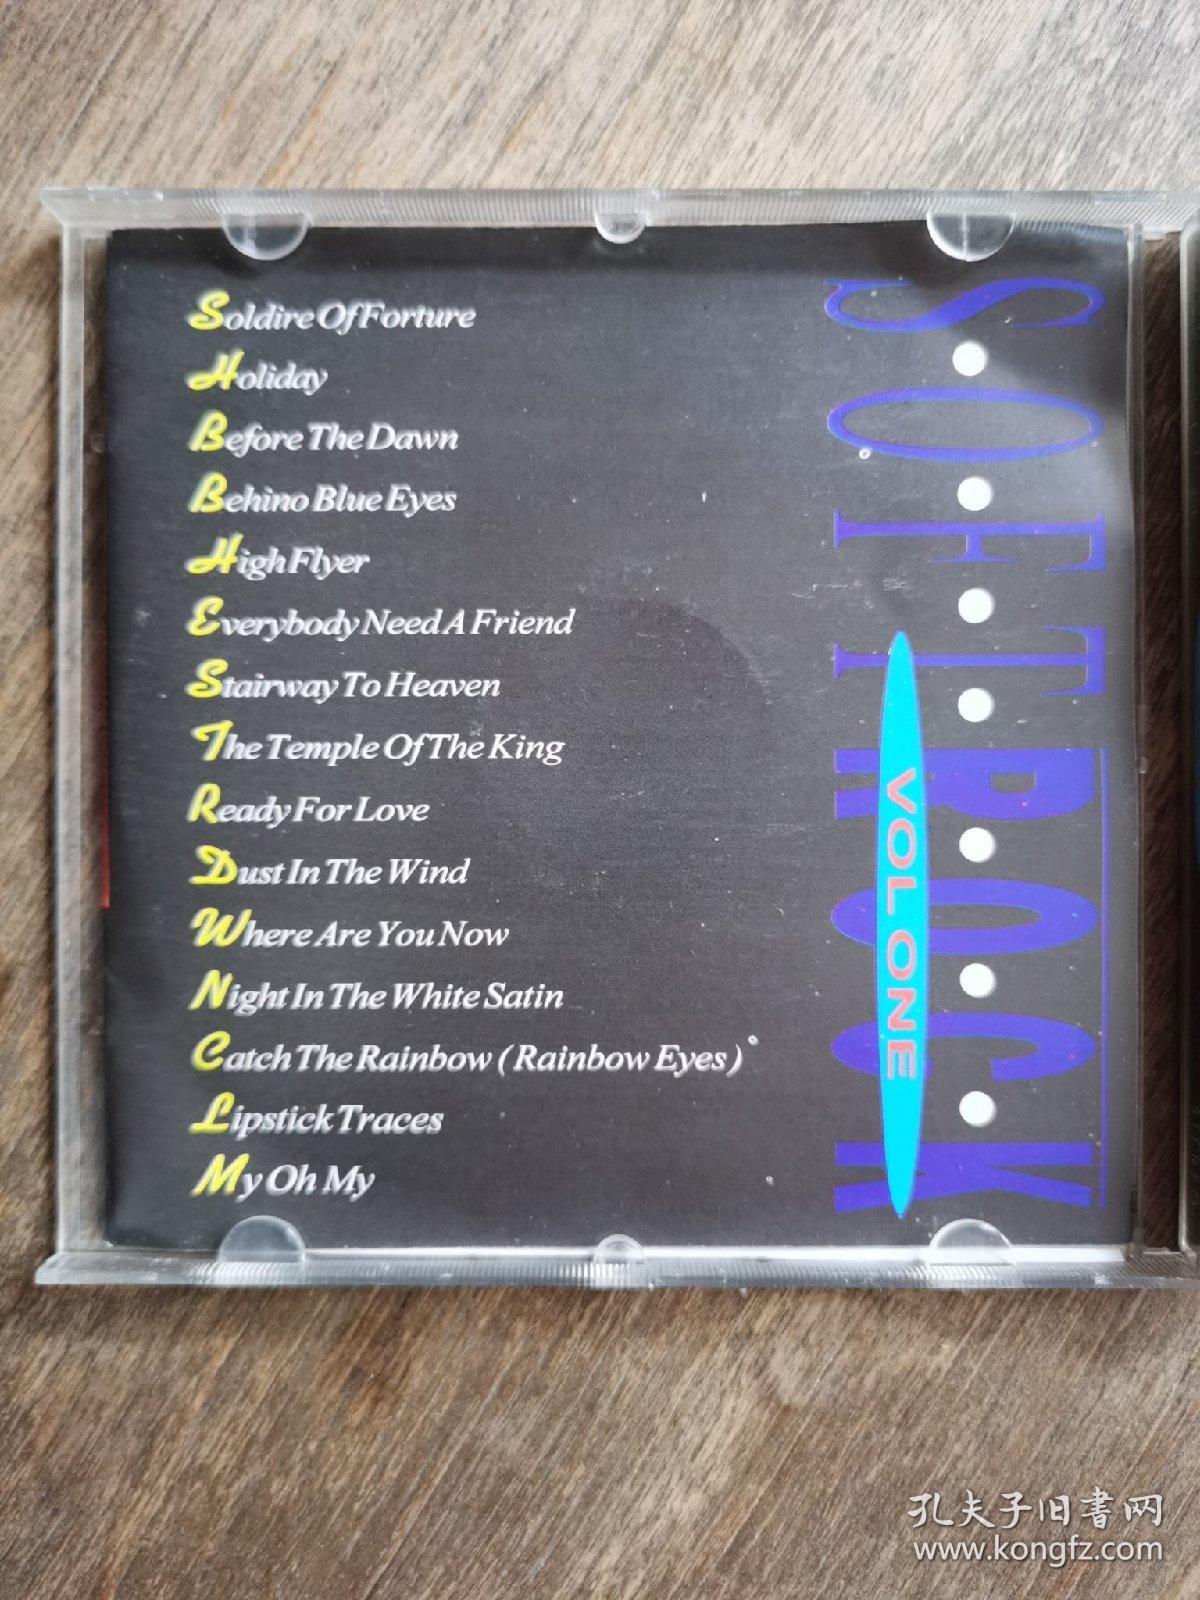 Soldire Of Forture
Holiday
Before The Dawn
Behino Blue Eyes
High Flyer
Everybody Need A Friend
Stairway To Heaven
The Temple Of The King
Ready For Love
Dust In The Wind
Where Are You Now
Night In The White Satin
Catch The Rainbow (Rainbow Eyes)
Lipstick Traces
My Oh My
S·O·F·T·R·O·C·K
VOL ONE
孔夫子旧書网
www.kongfz.com